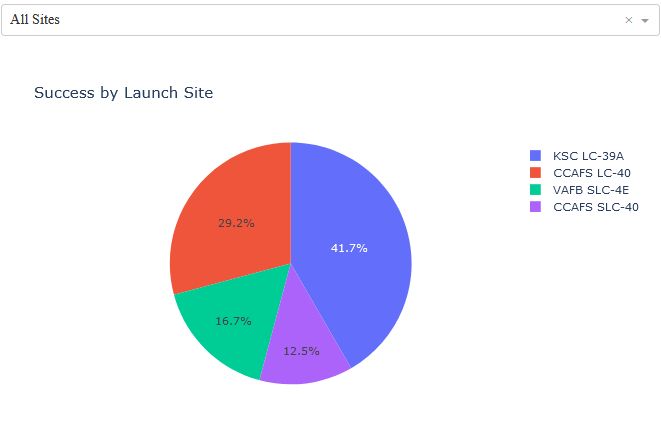 All Sites
Success by Launch Site
KSC LC-39A
CCAFS LC-40
VAFB SLC-4E
CCAFS SLC-40
29.2%
41.7%
16.7%
12.5%